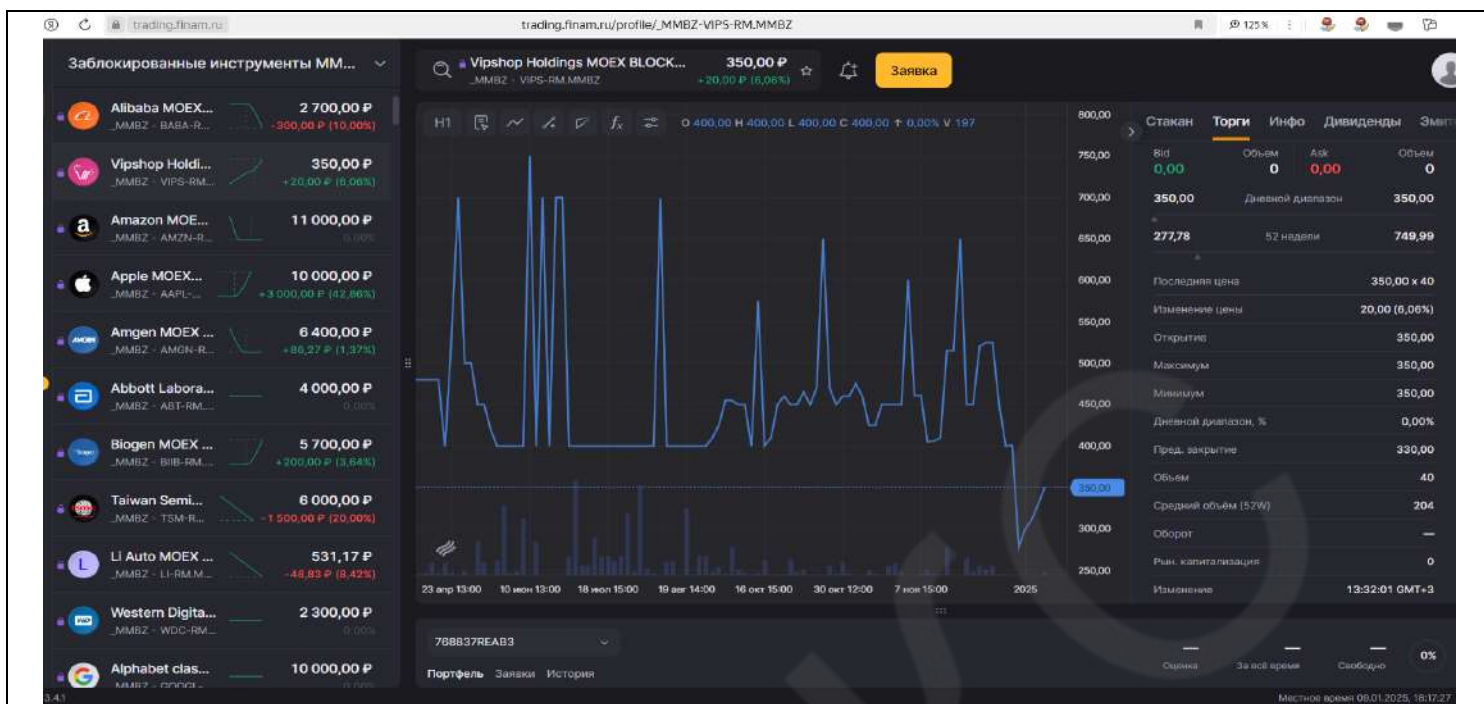 trading.finam.ru
trading.finam.ru/profile/_MMBZ-VIPS-RM.MMBZ
125 %
Заблокированные инструменты ММ...
Alibaba MOEX...
2 700,00 ₽
_MMBZ - BABA-R...
-300,00 ₽ (10,00%)
Vipshop Holdi...
350,00 ₽
_MMBZ - VIPS-RM...
+20,00 ₽ (6,06%)
Amazon MOE...
11 000,00 ₽
_MMBZ - AMZN-R...
0,00%
Apple MOEX...
10 000,00 ₽
_MMBZ - AAPL-...
+3 000,00 ₽ (42,86%)
Amgen MOEX ...
6 400,00 ₽
_MMBZ - AMGN-R...
+86,27 ₽ (1,37%)
Abbott Labora...
4 000,00 ₽
_MMBZ - ABT-RM...
0,00%
Biogen MOEX ...
5 700,00 ₽
_MMBZ - BIIB-RM...
+200,00 ₽ (3,64%)
Taiwan Semi...
6 000,00 ₽
_MMBZ - TSM-R...
-1 500,00 ₽ (20,00%)
Li Auto MOEX ...
531,17 ₽
_MMBZ - LI-RM.M...
-48,83 ₽ (8,42%)
Western Digita...
2 300,00 ₽
_MMBZ - WDC-RM...
0,00%
Alphabet clas...
10 000,00 ₽
_MMBZ - GOOGL-
0,00%
3.4.1
Vipshop Holdings MOEX BLOCK...
350,00 ₽
_MMBZ - VIPS-RM.MMBZ
+20,00 ₽ (6,06%)
Заявка
H1
O 400,00 H 400,00 L 400,00 C 400,00 ↑ 0,00% V 197
800,00
750,00
700,00
650,00
600,00
550,00
500,00
450,00
400,00
350,00
300,00
250,00
23 апр 13:00 10 июн 13:00 18 июл 15:00 19 авг 14:00 16 окт 15:00 30 окт 12:00 7 ноя 15:00 2025
768837REAB3
Портфель Заявки История
Стакан Торги Инфо Дивиденды Эмит
Bid Объем Ask Объем
0,00 0 0,00 0
350,00 Дневной диапазон 350,00
277,78 52 недели 749,99
Последняя цена 350,00 x 40
Изменение цены 20,00 (6,06%)
Открытие 350,00
Максимум 350,00
Минимум 350,00
Дневной диапазон, % 0,00%
Пред. закрытие 330,00
Объем 40
Средний объём (52W) 204
Оборот —
Рын. капитализация 0
Изменение 13:32:01 GMT+3
— — —
Оценка За всё время Свободно 0%
Местное время 09.01.2025, 18:17:27